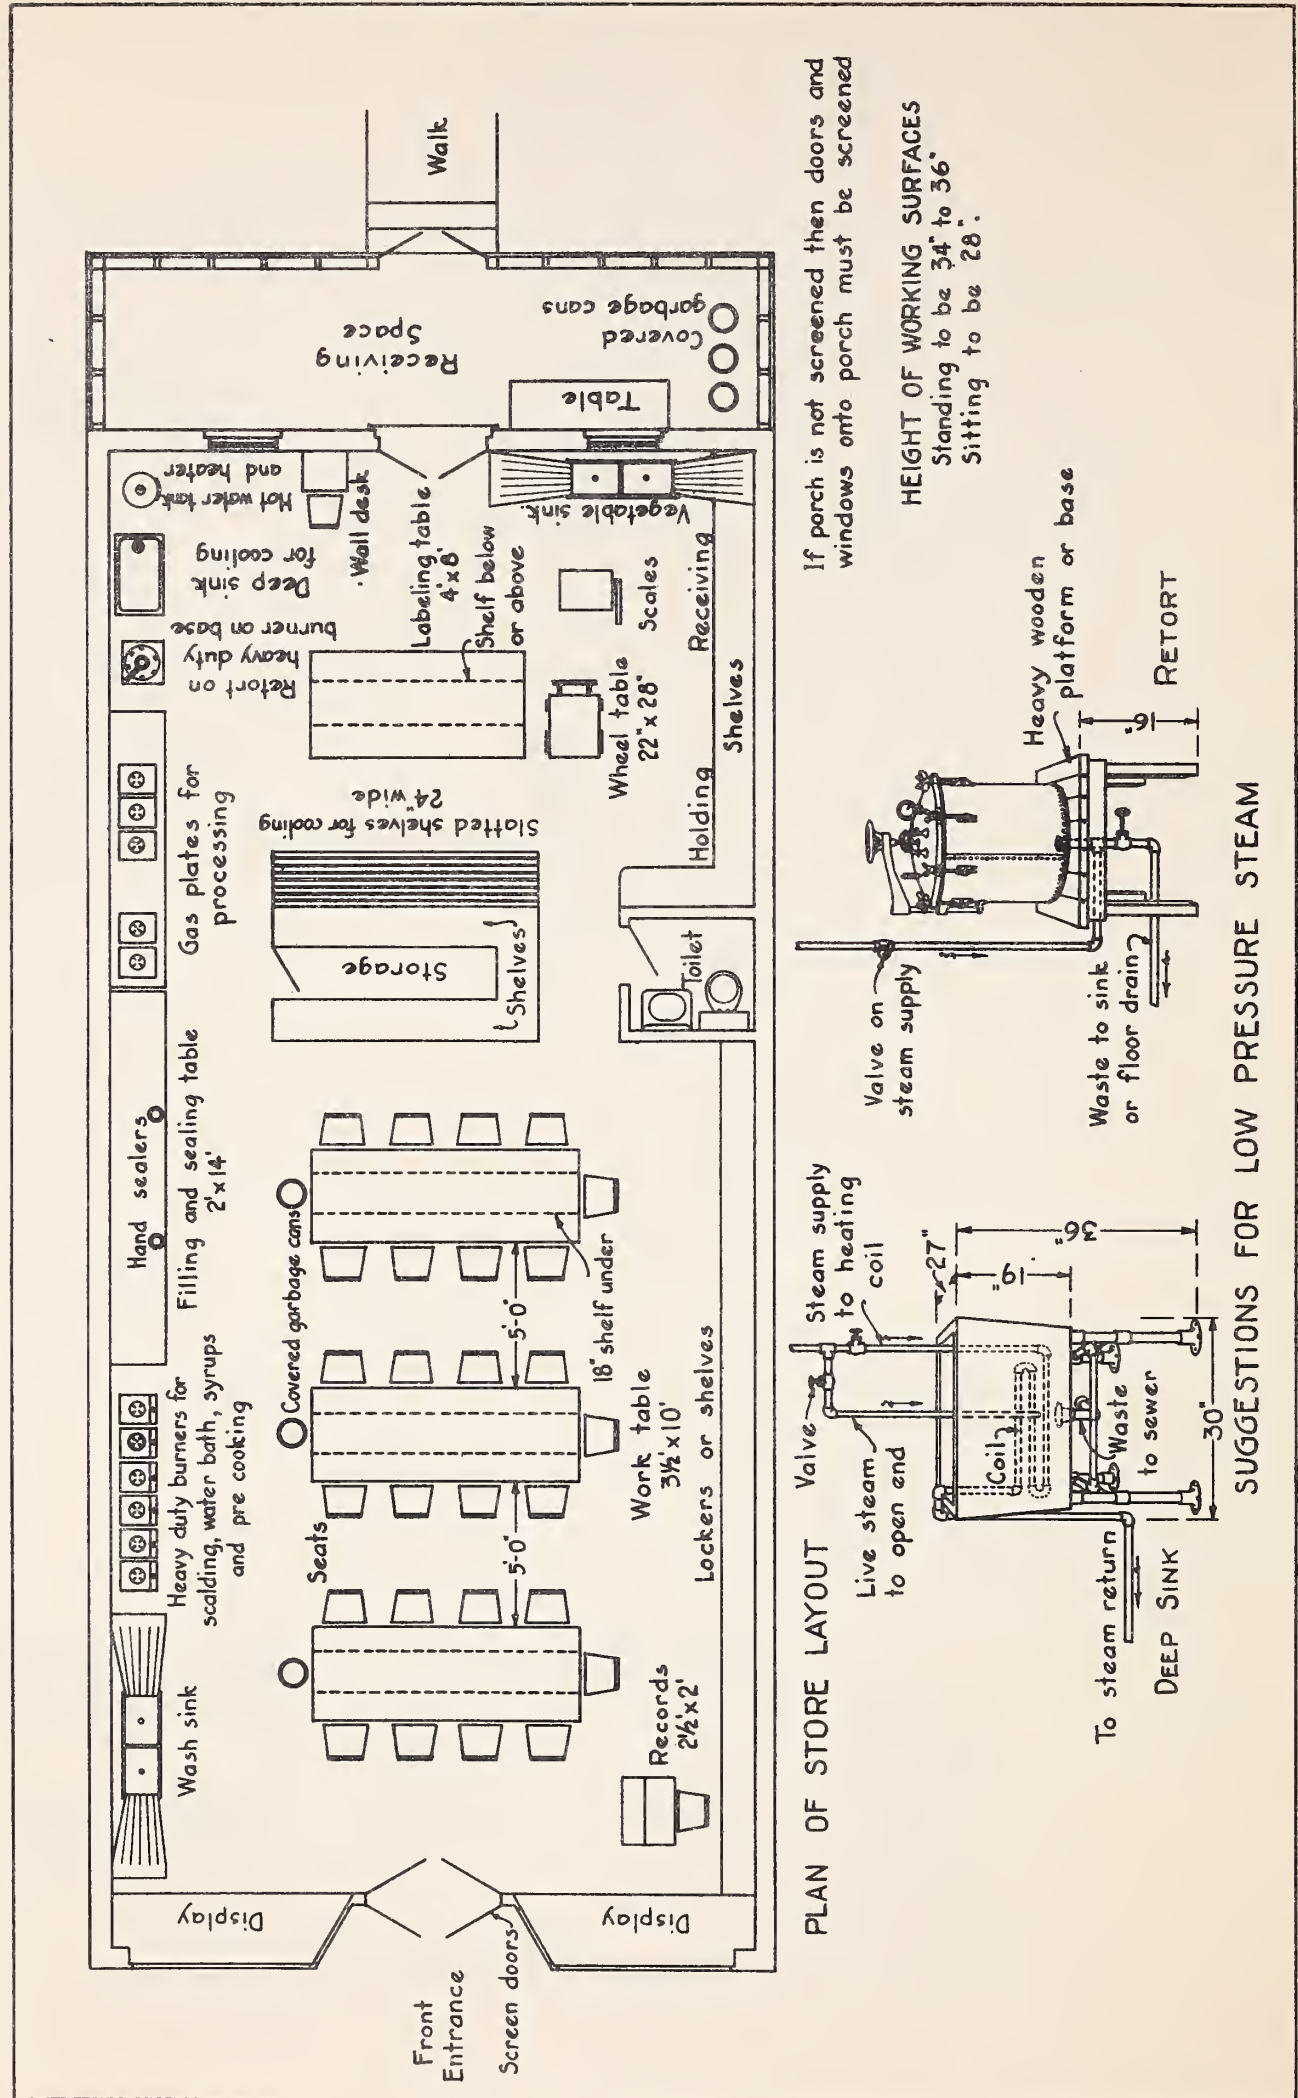 Front
Entrance
Screen doors
Display
Display
Wash sink
Heavy duty burners for
scalding, water bath, syrups
and pre cooking
Hand sealers
Filling and sealing table
2'x14'
Gas plates for
processing
Retort on
heavy duty
burner on base
Deep sink
for cooling
Hot water tank
and heater
Wall desk
Seats
Covered garbage cans
5'-0"
5'-0"
18" shelf under
Work table
3½'x10'
Records
2½'x2'
Lockers or shelves
Storage
Shelves
Shelves
Slatted shelves for cooling
24" wide
Toilet
Labeling table
4'x8'
Shelf below
or above
Wheel table
22"x28"
Scales
Holding
Receiving
Shelves
Vegetable sink.
Table
Receiving
Space
Covered
garbage cans
Walk
PLAN OF STORE LAYOUT
If porch is not screened then doors and
windows onto porch must be screened
HEIGHT OF WORKING SURFACES
Standing to be 34" to 36"
Sitting to be 28".
Valve
Steam supply
to heating
coil
Live steam
to open end
27"
19"
36"
Coil
Waste
to sewer
30"
To steam return
DEEP SINK
Valve on
steam supply
Waste to sink
or floor drain
Heavy wooden
platform or base
16"
RETORT
SUGGESTIONS FOR LOW PRESSURE STEAM